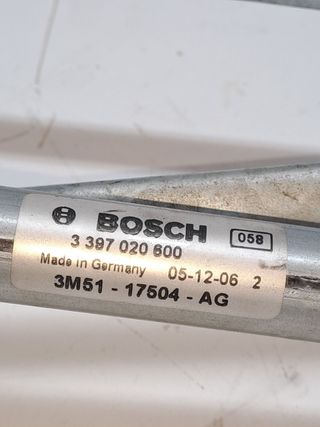 BOSCH 058
3 397 020 600
Made in Germany 05-12-06 2
3M51 - 17504 - AG